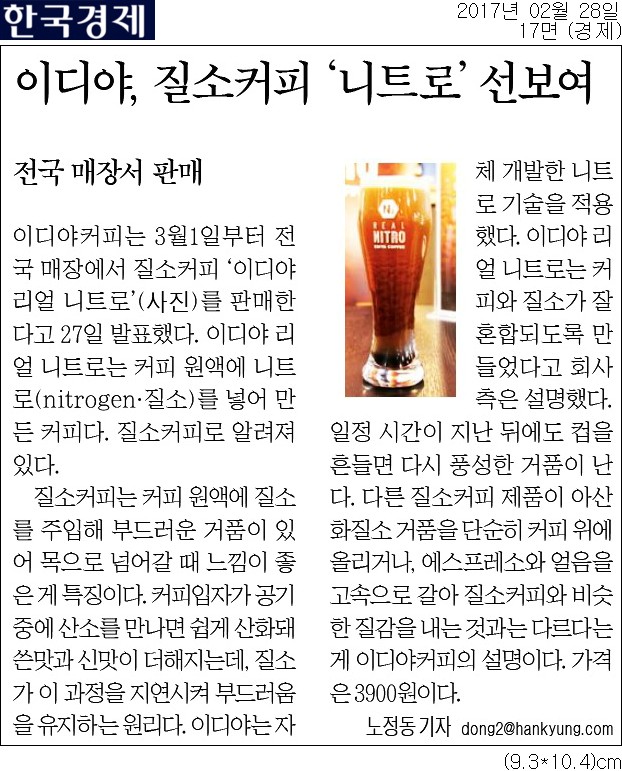 한국경제
2017년 02월 28일
17면 (경제)
이디야, 질소커피 ‘니트로’ 선보여
전국 매장서 판매
이디야커피는 3월1일부터 전
국 매장에서 질소커피 ‘이디야
리얼 니트로’(사진)를 판매한
다고 27일 발표했다. 이디야 리
얼 니트로는 커피 원액에 니트
로(nitrogen·질소)를 넣어 만
든 커피다. 질소커피로 알려져
있다.
질소커피는 커피 원액에 질소
를 주입해 부드러운 거품이 있
어 목으로 넘어갈 때 느낌이 좋
은 게 특징이다. 커피입자가 공기
중에 산소를 만나면 쉽게 산화돼
쓴맛과 신맛이 더해지는데, 질소
가 이 과정을 지연시켜 부드러움
을 유지하는 원리다. 이디야는 자
N
REAL
NITRO
체 개발한 니트
로 기술을 적용
했다. 이디야 리
얼 니트로는 커
피와 질소가 잘
혼합되도록 만
들었다고 회사
측은 설명했다.
일정 시간이 지난 뒤에도 컵을
흔들면 다시 풍성한 거품이 난
다. 다른 질소커피 제품이 아산
화질소 거품을 단순히 커피 위에
올리거나, 에스프레소와 얼음을
고속으로 갈아 질소커피와 비슷
한 질감을 내는 것과는 다르다는
게 이디야커피의 설명이다. 가격
은 3900원이다.
노정동 기자 dong2@hankyung.com
(9.3*10.4)cm